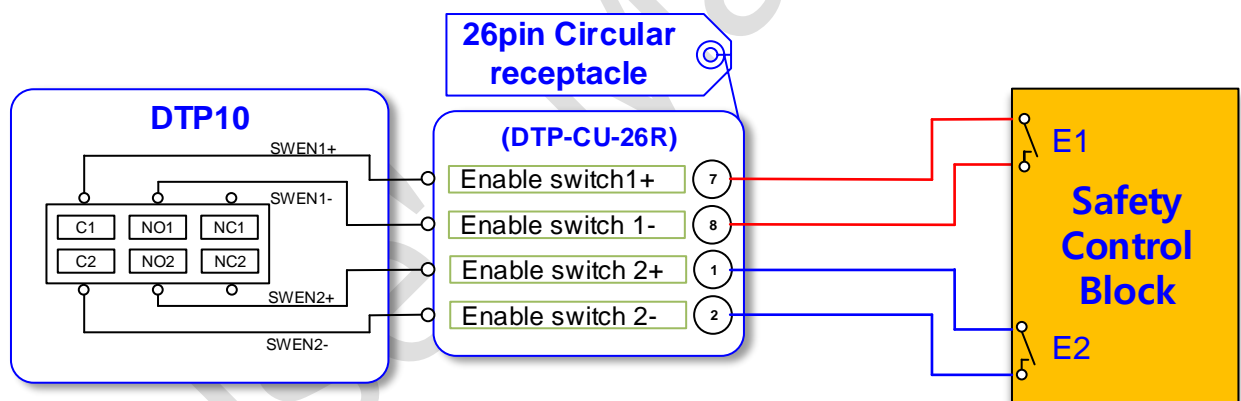 26pin Circular
receptacle
DTP10
(DTP-CU-26R)
SWEN1+
Enable switch1+ 7
SWEN1-
C1 NO1 NC1
Enable switch 1- 8
C2 NO2 NC2
Enable switch 2+ 1
SWEN2+
Enable switch 2- 2
SWEN2-
E1
Safety
Control
Block
E2